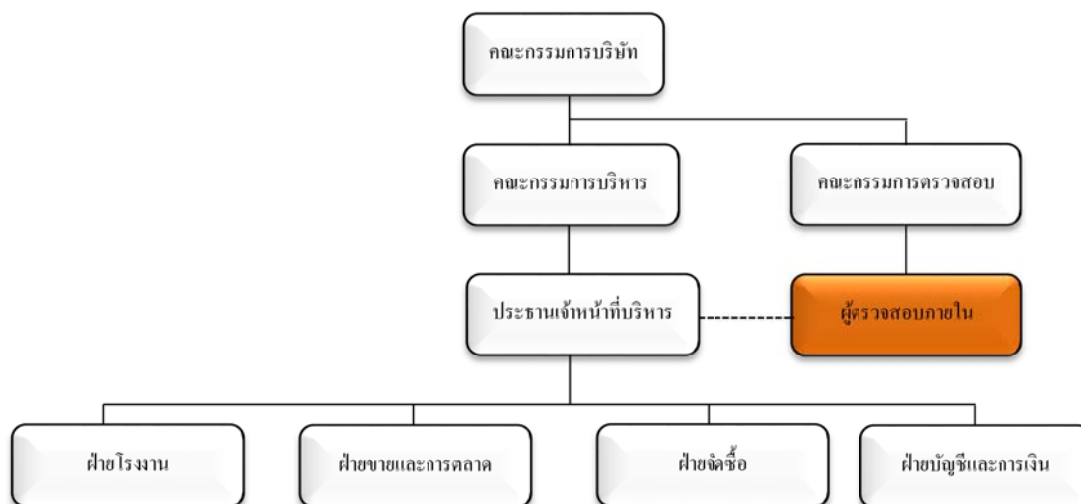 คณะกรรมการบริษัท
คณะกรรมการบริหาร
คณะกรรมการตรวจสอบ
ประธานเจ้าหน้าที่บริหาร
ผู้ตรวจสอบภายใน
ฝ่ายโรงงาน
ฝ่ายขายและการตลาด
ฝ่ายจัดซื้อ
ฝ่ายบัญชีและการเงิน